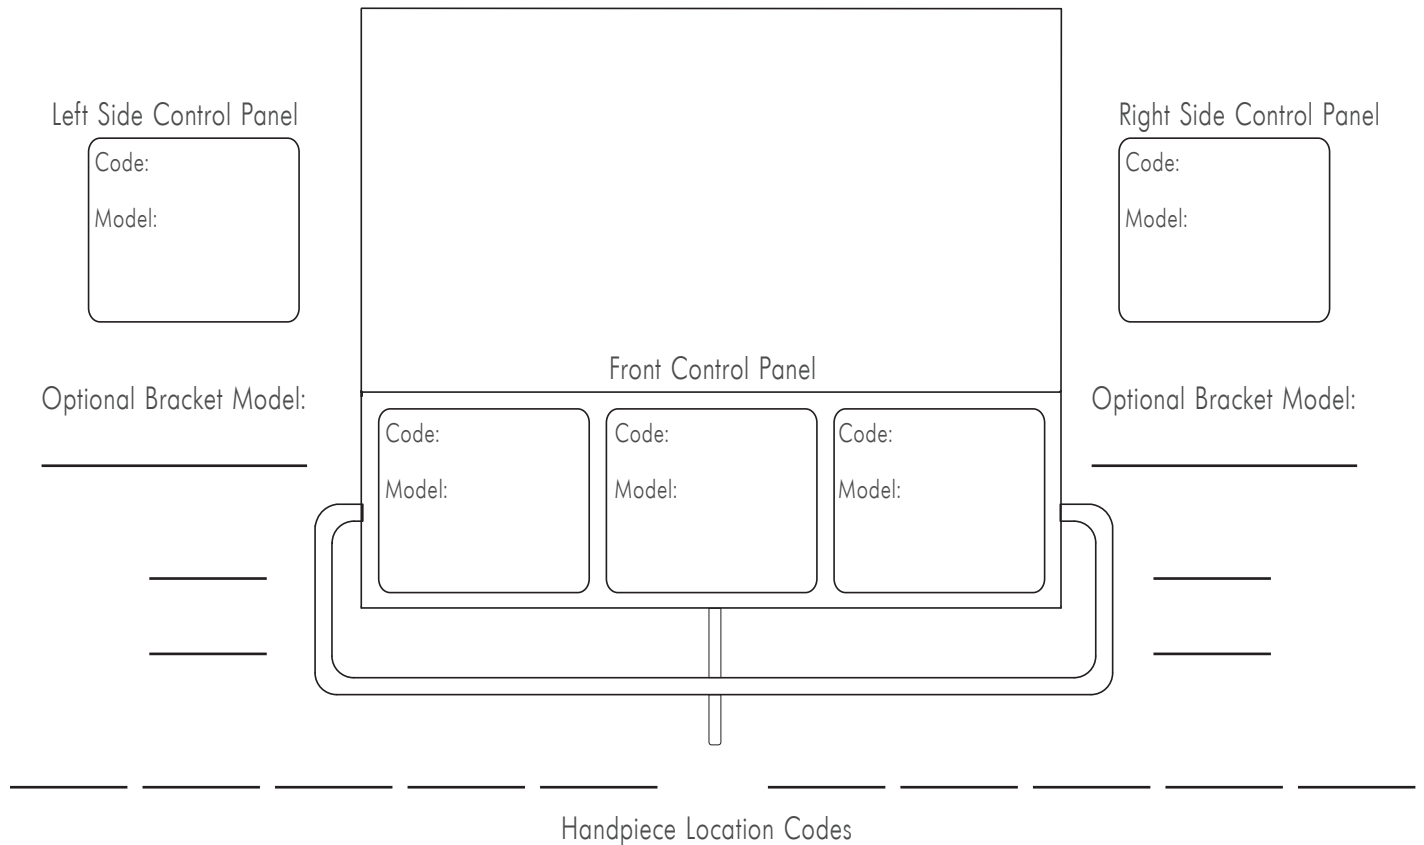 Left Side Control Panel
Code:
Model:
Right Side Control Panel
Code:
Model:
Front Control Panel
Optional Bracket Model:
Optional Bracket Model:
Code:
Model:
Code:
Model:
Code:
Model:
Handpiece Location Codes